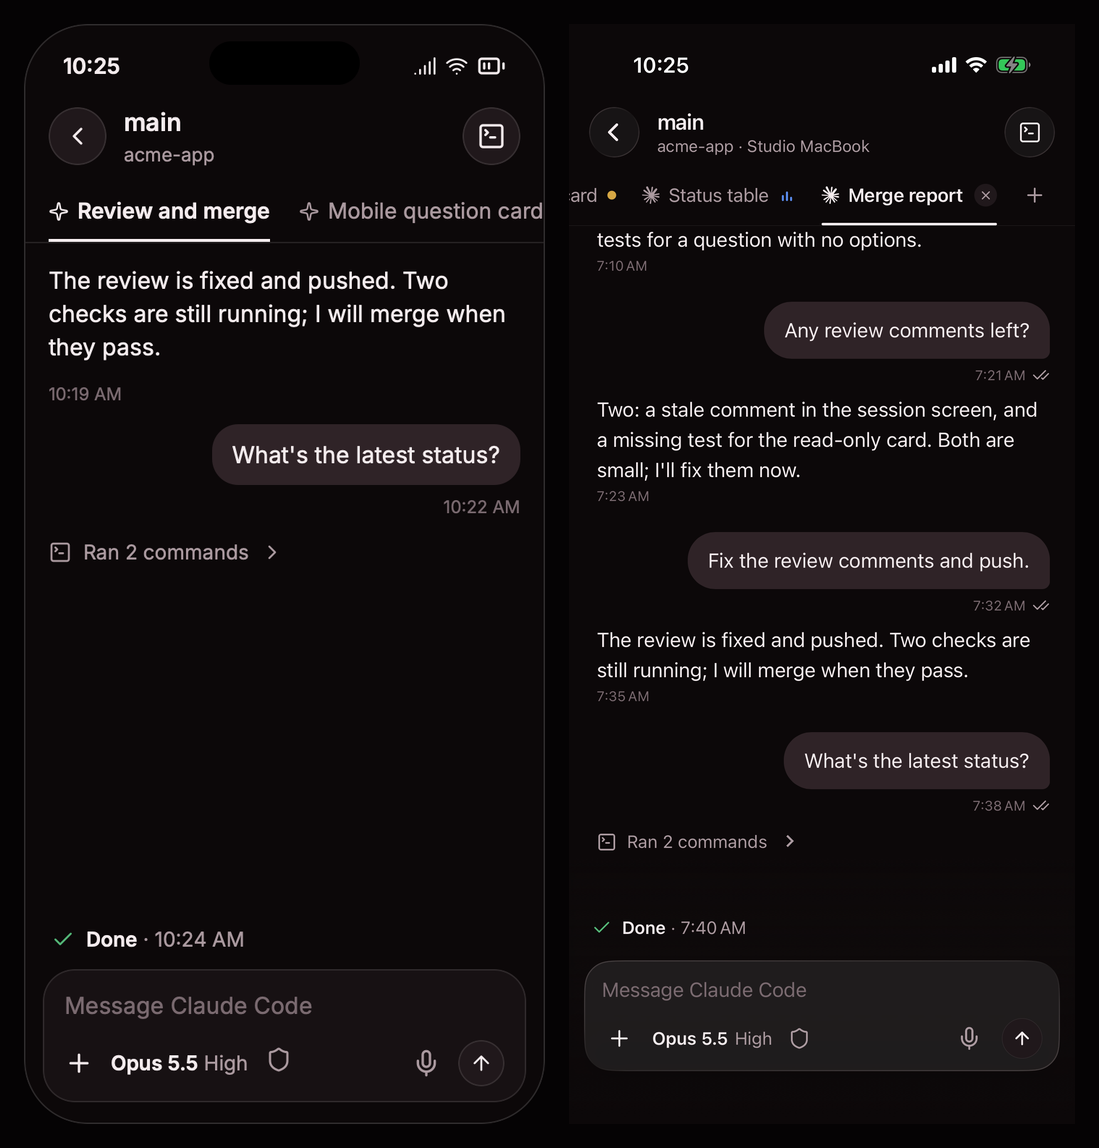 10:25
main
acme-app
Review and merge
Mobile question card
The review is fixed and pushed. Two
checks are still running; I will merge when
they pass.
10:19 AM
What's the latest status?
10:22 AM
Ran 2 commands
Done · 10:24 AM
Message Claude Code
Opus 5.5 High
10:25
main
acme-app · Studio MacBook
card
Status table
Merge report
tests for a question with no options.
7:10 AM
Any review comments left?
7:21 AM
Two: a stale comment in the session screen, and
a missing test for the read-only card. Both are
small; I'll fix them now.
7:23 AM
Fix the review comments and push.
7:32 AM
The review is fixed and pushed. Two checks are
still running; I will merge when they pass.
7:35 AM
What's the latest status?
7:38 AM
Ran 2 commands
Done · 7:40 AM
Message Claude Code
Opus 5.5 High